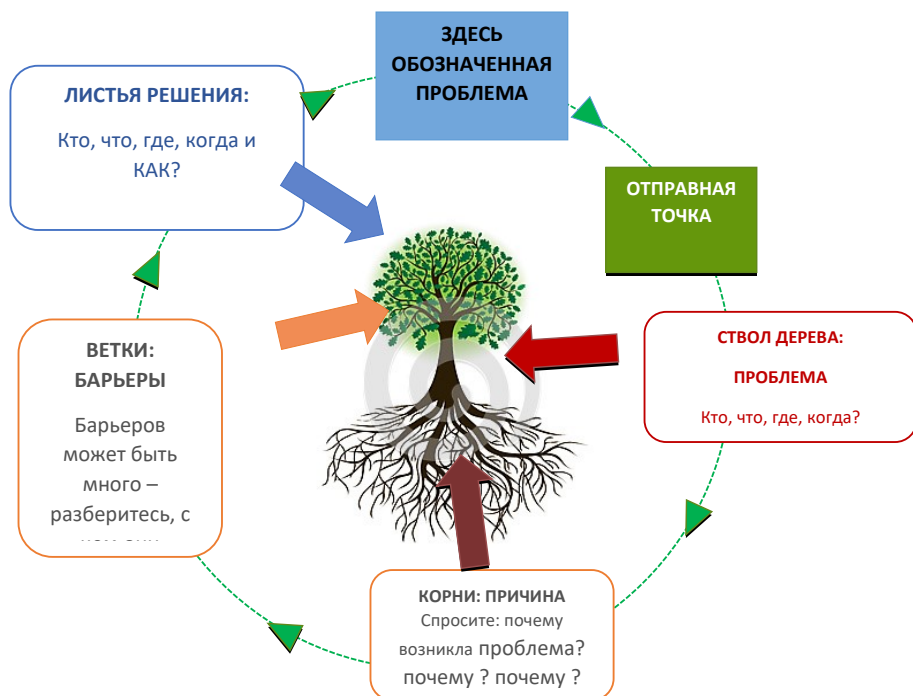 ЗДЕСЬ
ОБОЗНАЧЕННАЯ
ПРОБЛЕМА
ОТПРАВНАЯ
ТОЧКА
СТВОЛ ДЕРЕВА:
ПРОБЛЕМА
Кто, что, где, когда?
КОРНИ: ПРИЧИНА
Спросите: почему
возникла проблема?
почему ? почему ?
ВЕТКИ:
БАРЬЕРЫ
Барьеров
может быть
много –
разберитесь, с
ЛИСТЬЯ РЕШЕНИЯ:
Кто, что, где, когда и
КАК?